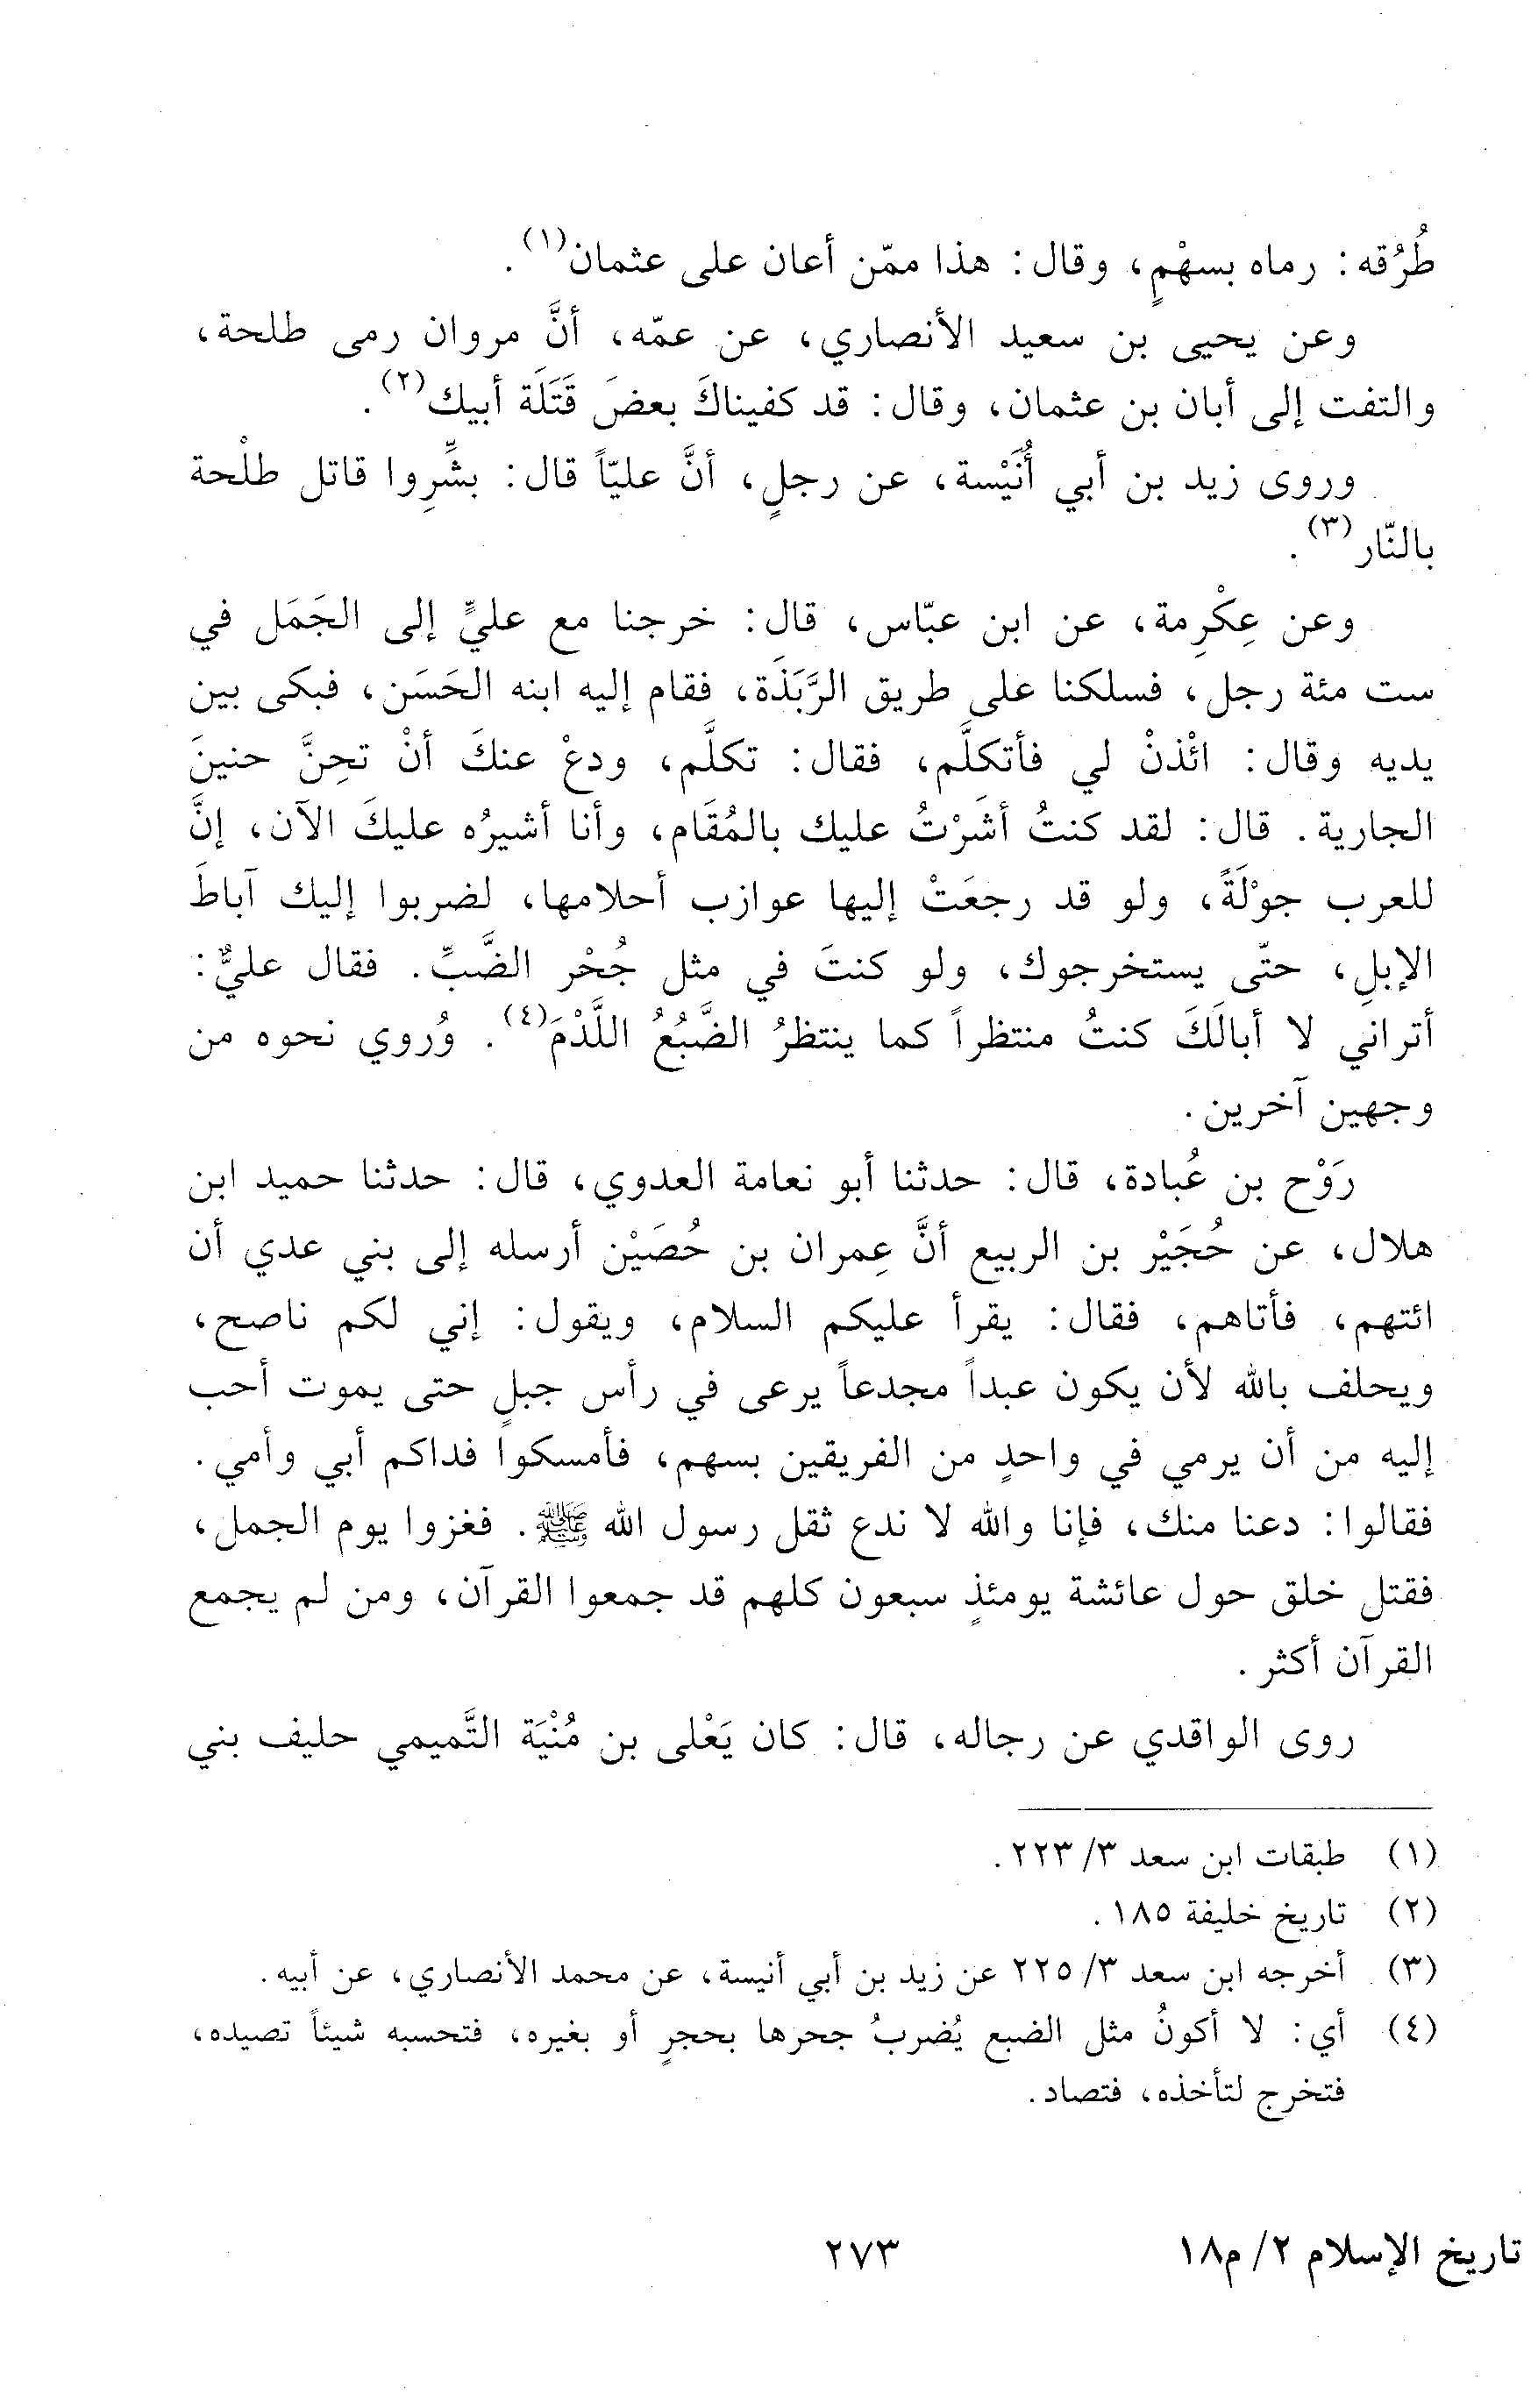 طُرُقه: رماه بسهْمٍ، وقال: هذا ممّن أعان على عثمان(١).
وعن يحيى بن سعيد الأنصاري، عن عمّه، أنَّ مروان رمى طلحة،
والتفت إلى أبان بن عثمان، وقال: قد كفيناكَ بعضَ قَتَلَة أبيك(٢).
وروى زيد بن أبي أُنَيْسة، عن رجلٍ، أنَّ عليّاً قال: بشِّرِوا قاتل طلْحة
بالنّار(٣).
وعن عِكْرِمة، عن ابن عبّاس، قال: خرجنا مع عليٍّ إلى الجَمَل في
ست مئة رجل، فسلكنا على طريق الرَّبَذَة، فقام إليه ابنه الحَسَن، فبكى بين
يديه وقال: ائْذنْ لي فأتكلَّم، فقال: تكلَّم، ودعْ عنكَ أنْ تحِنَّ حنينَ
الجارية. قال: لقد كنتُ أشَرْتُ عليك بالمُقَام، وأنا أشيرُه عليكَ الآن، إنَّ
للعرب جوْلَةً، ولو قد رجعَتْ إليها عوازب أحلامها، لضربوا إليك آباطَ
الإبلِ، حتّى يستخرجوك، ولو كنتَ في مثل جُحْر الضَّبِّ. فقال عليٌّ:
أتراني لا أبالَكَ كنتُ منتظراً كما ينتظرُ الضَّبُعُ اللَّدْمَ(٤). ورُوي نحوه من
وجهين آخرين.
رَوْح بن عُبادة، قال: حدثنا أبو نعامة العدوي، قال: حدثنا حميد ابن
هلال، عن حُجَيْر بن الربيع أنَّ عِمران بن حُصَيْن أرسله إلى بني عدي أن
ائتهم، فأتاهم، فقال: يقرأ عليكم السلام، ويقول: إني لكم ناصح،
ويحلف بالله لأن يكون عبداً مجدعاً يرعى في رأس جبلٍ حتى يموت أحب
إليه من أن يرمي في واحدٍ من الفريقين بسهم، فأمسكوا فداكم أبي وأمي.
فقالوا: دعنا منك، فإنا والله لا ندع ثقل رسول الله ﷺ. فغزوا يوم الجمل،
فقتل خلق حول عائشة يومئذٍ سبعون كلهم قد جمعوا القرآن، ومن لم يجمع
القرآن أكثر.
روى الواقدي عن رجاله، قال: كان يَعْلى بن مُنْيَة التَّميمي حليف بني
(١) طبقات ابن سعد ٣/ ٢٢٣.
(٢) تاريخ خليفة ١٨٥.
(٣) أخرجه ابن سعد ٣/ ٢٢٥ عن زيد بن أبي أنيسة، عن محمد الأنصاري، عن أبيه.
(٤) أي: لا أكونُ مثل الضبع يُضربُ جحرها بحجرٍ أو بغيره، فتحسبه شيئاً تصيده،
فتخرج لتأخذه، فتصاد.
تاريخ الإسلام ٢/ م١٨
٢٧٣